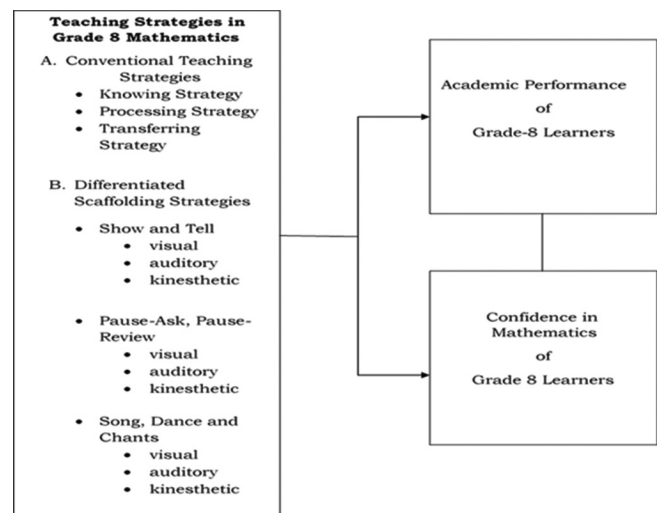 Teaching Strategies in
Grade 8 Mathematics
A. Conventional Teaching
Strategies
• Knowing Strategy
• Processing Strategy
• Transferring
Strategy
B. Differentiated
Scaffolding Strategies
• Show and Tell
• visual
• auditory
• kinesthetic
• Pause-Ask, Pause-
Review
• visual
• auditory
• kinesthetic
• Song, Dance and
Chants
• visual
• auditory
• kinesthetic
Academic Performance
of
Grade-8 Learners
Confidence in
Mathematics
of
Grade 8 Learners